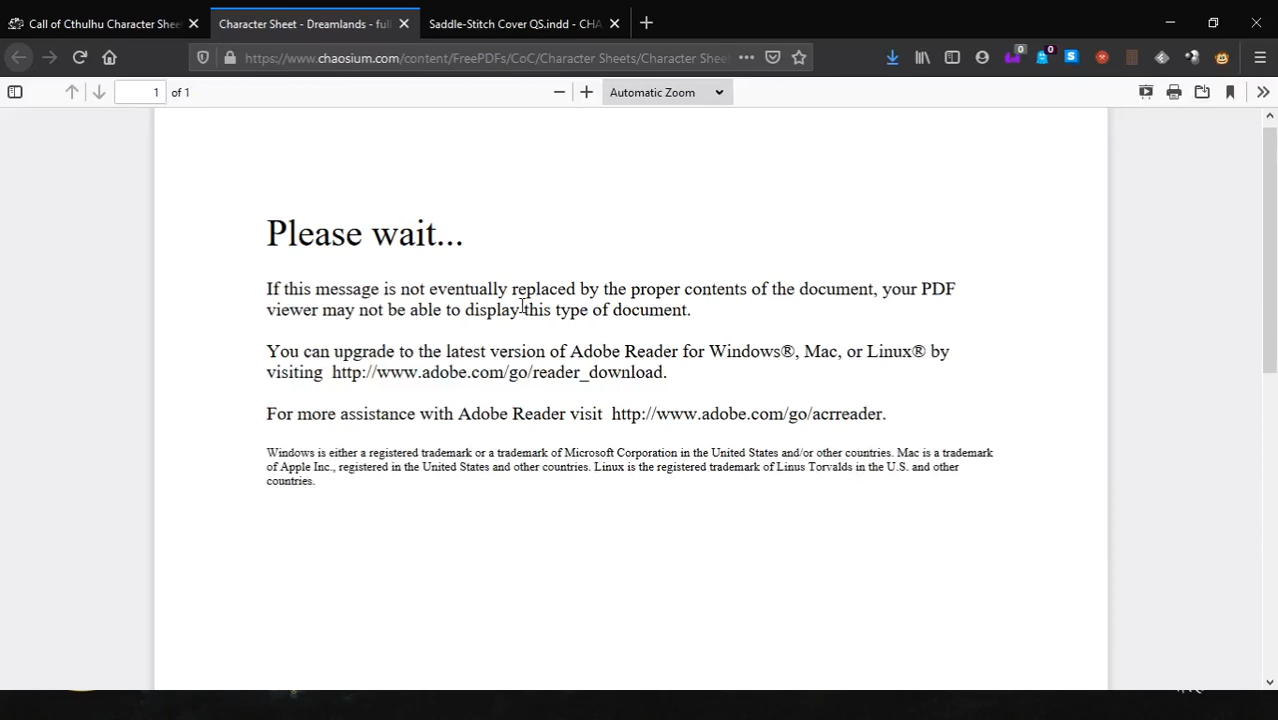 Call of Cthulhu Character Shee
Character Sheet - Dreamlands - full
Saddle-Stitch Cover QS.indd - CHA
https://www.chaosium.com/content/FreePDFs/CoC/Character Sheets/Character Shee
0
0
1 of 1
Automatic Zoom
Please wait...
If this message is not eventually replaced by the proper contents of the document, your PDF
viewer may not be able to display this type of document.
You can upgrade to the latest version of Adobe Reader for Windows®, Mac, or Linux® by
visiting http://www.adobe.com/go/reader_download.
For more assistance with Adobe Reader visit http://www.adobe.com/go/acrreader.
Windows is either a registered trademark or a trademark of Microsoft Corporation in the United States and/or other countries. Mac is a trademark
of Apple Inc., registered in the United States and other countries. Linux is the registered trademark of Linus Torvalds in the U.S. and other
countries.